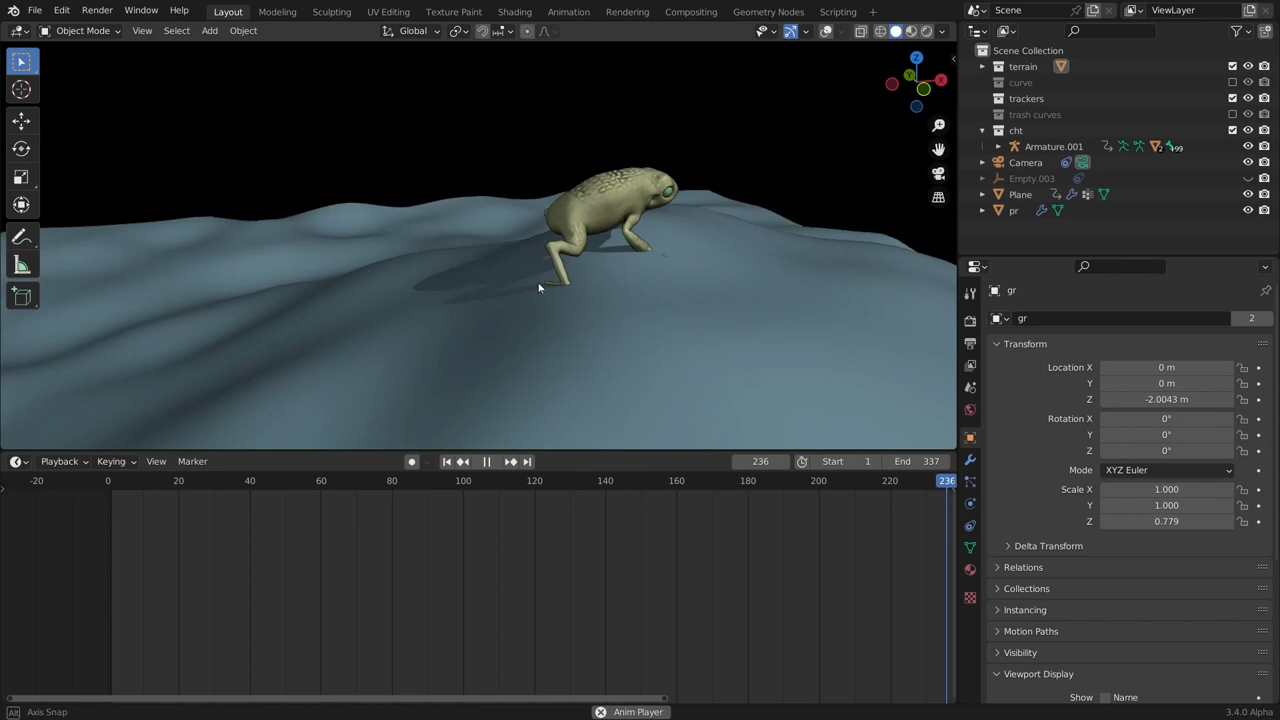 File Edit Render Window Help Layout Modeling Sculpting UV Editing Texture Paint Shading Animation Rendering Compositing Geometry Nodes Scripting + Scene ViewLayer
Object Mode View Select Add Object Global
Scene Collection
terrain
curve
trackers
trash curves
cht
Armature.001 2 99
Camera
Empty.003
Plane
pr
Z
Y X
gr
gr 2
Transform
Location X 0 m
Y 0 m
Z -2.0043 m
Rotation X 0°
Y 0°
Z 0°
Mode XYZ Euler
Scale X 1.000
Y 1.000
Z 0.779
Delta Transform
Relations
Collections
Instancing
Motion Paths
Visibility
Viewport Display
Show Name
Playback Keying View Marker 236 Start 1 End 337
-20 0 20 40 60 80 100 120 140 160 180 200 220 236
Alt Axis Snap Anim Player 3.4.0 Alpha